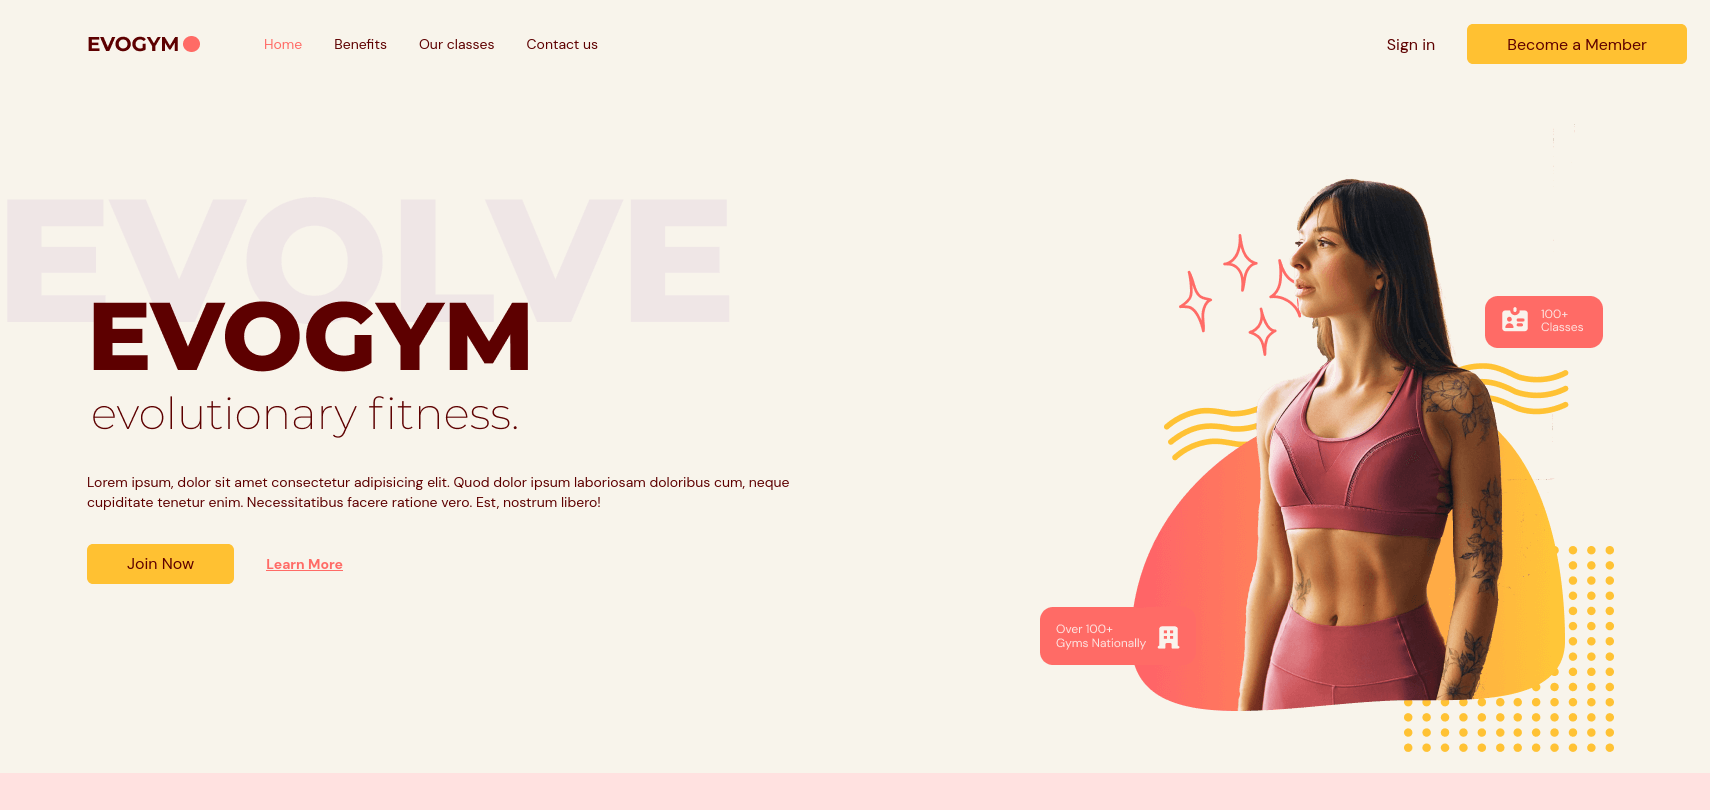 EVOGYM
Home
Benefits
Our classes
Contact us
Sign in
Become a Member
EVOLVE
EVOGYM
evolutionary fitness.
Lorem ipsum, dolor sit amet consectetur adipisicing elit. Quod dolor ipsum laboriosam doloribus cum, neque
cupiditate tenetur enim. Necessitatibus facere ratione vero. Est, nostrum libero!
Join Now
Learn More
100+
Classes
Over 100+
Gyms Nationally